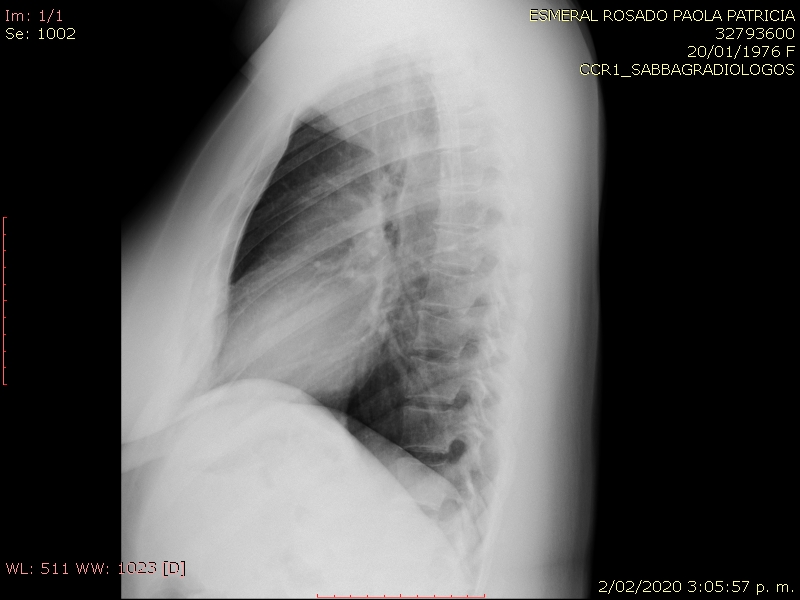 Im: 1/1
Se: 1002
ESMERAL ROSADO PAOLA PATRICIA
32793600
20/01/1976 F
CCR1_SABBAGRADIOLOGOS
WL: 511 WW: 1023 [D]
2/02/2020 3:05:57 p. m.